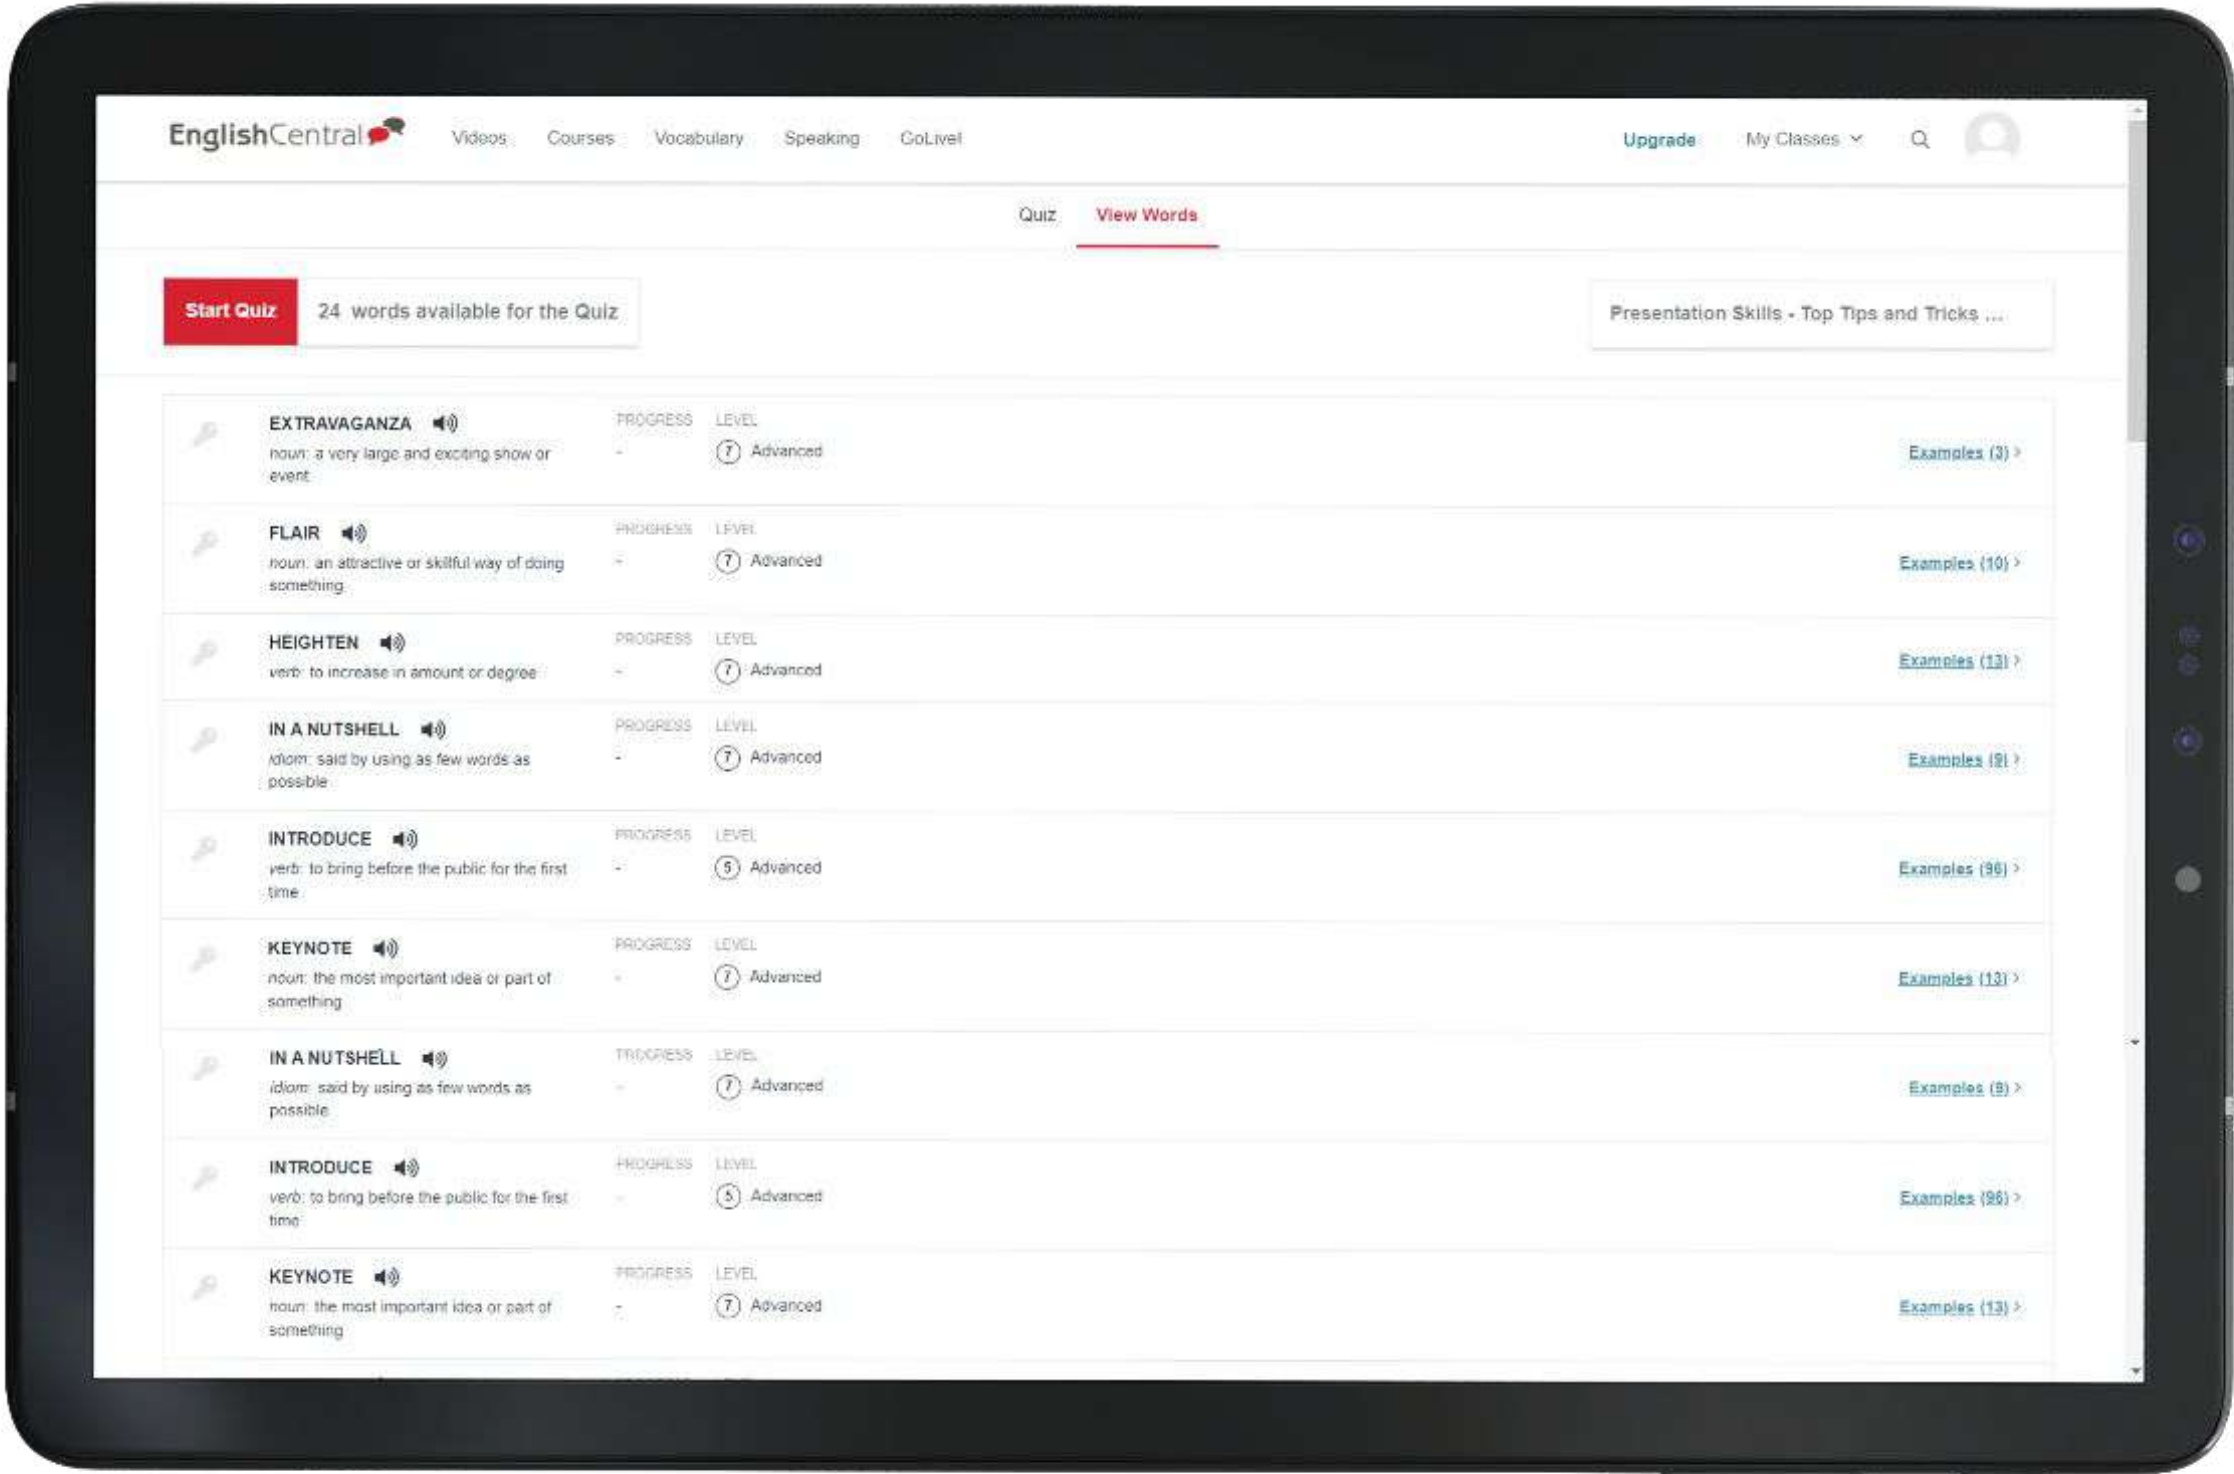 EnglishCentral Videos Courses Vocabulary Speaking GoLive! Upgrade My Classes
Quiz View Words
Start Quiz 24 words available for the Quiz Presentation Skills - Top Tips and Tricks ...
EXTRAVAGANZA PROGRESS LEVEL
noun: a very large and exciting show or - 7 Advanced Examples (3) >
event
FLAIR PROGRESS LEVEL
noun: an attractive or skillful way of doing - 7 Advanced Examples (10) >
something
HEIGHTEN PROGRESS LEVEL
verb: to increase in amount or degree - 7 Advanced Examples (13) >
IN A NUTSHELL PROGRESS LEVEL
idiom: said by using as few words as - 7 Advanced Examples (9) >
possible
INTRODUCE PROGRESS LEVEL
verb: to bring before the public for the first - 5 Advanced Examples (96) >
time
KEYNOTE PROGRESS LEVEL
noun: the most important idea or part of - 7 Advanced Examples (13) >
something
IN A NUTSHELL PROGRESS LEVEL
idiom: said by using as few words as - 7 Advanced Examples (9) >
possible
INTRODUCE PROGRESS LEVEL
verb: to bring before the public for the first - 5 Advanced Examples (96) >
time
KEYNOTE PROGRESS LEVEL
noun: the most important idea or part of - 7 Advanced Examples (13) >
something